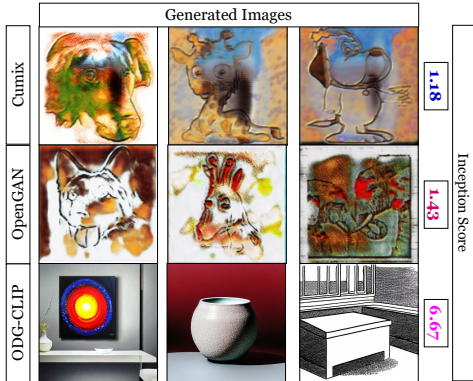 Generated Images
Cumix
1.18
OpenGAN
1.43
Inception Score
ODG-CLIP
6.67